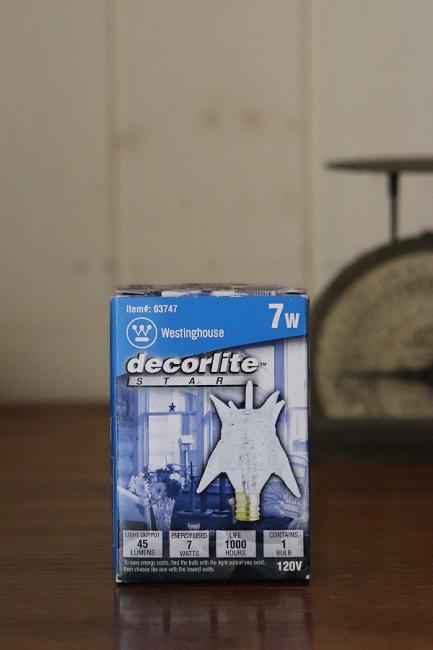 Item#: 03747
7W
Westinghouse
decorlite™
STAR
LIGHT OUTPUT
45
LUMENS
ENERGY USED
7
WATTS
LIFE
1000
HOURS
CONTAINS
1
BULB
To save energy costs, find the bulb with the light output you need,
then choose the one with the lowest watts.
120V